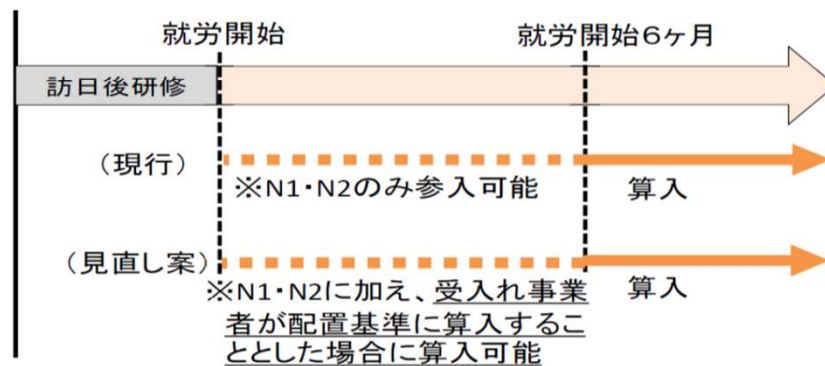 就労開始
就労開始6ヶ月
訪日後研修
（現行）
※N1・N2のみ参入可能
算入
（見直し案）
※N1・N2に加え、受入れ事業
者が配置基準に算入するこ
ととした場合に算入可能
算入